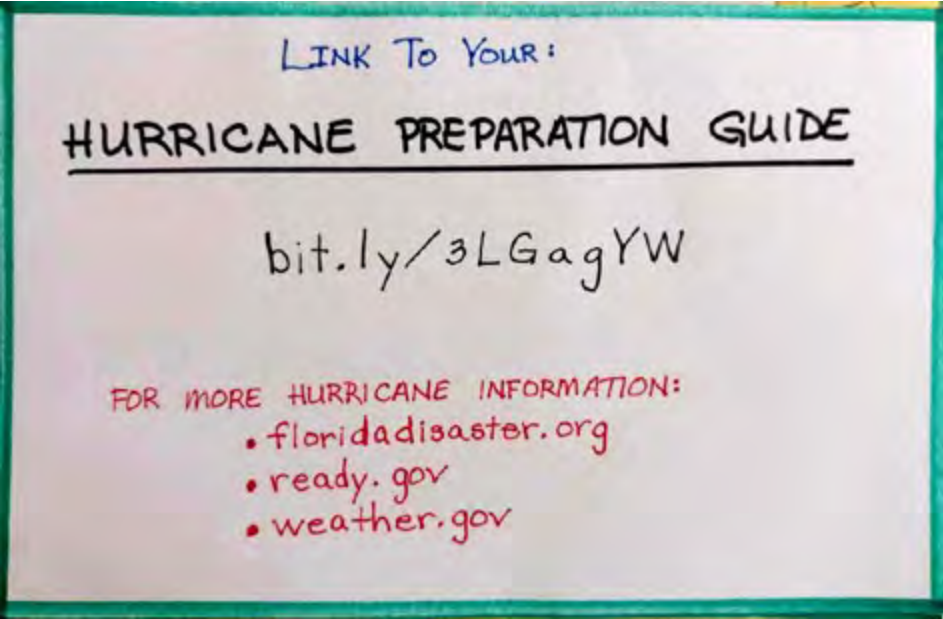 LINK TO YOUR:
HURRICANE PREPARATION GUIDE
bit.ly/3LGagYW
FOR MORE HURRICANE INFORMATION:
• floridadisaster.org
• ready.gov
• weather.gov